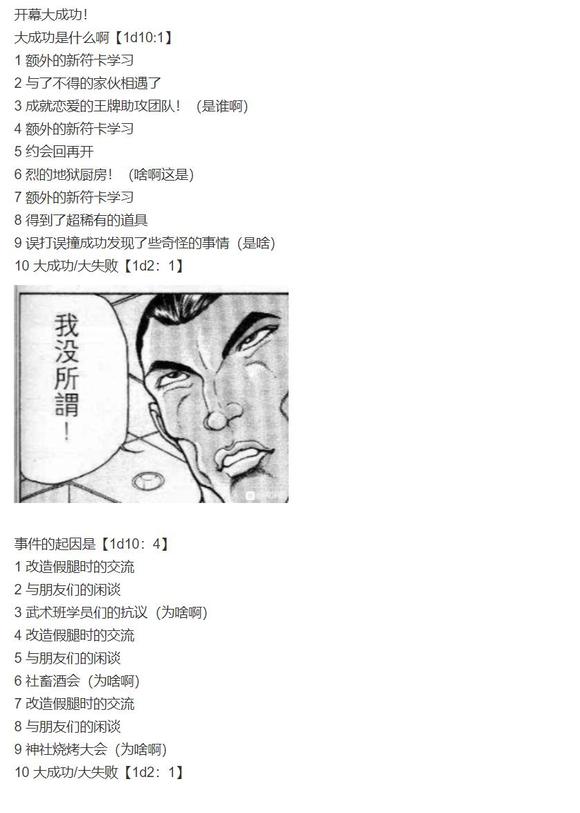 开幕大成功！
大成功是什么啊【1d10:1】
1 额外的新符卡学习
2 与了不得的家伙相遇了
3 成就恋爱的王牌助攻团队！（是谁啊）
4 额外的新符卡学习
5 约会回再开
6 烈的地狱厨房！（啥啊这是）
7 额外的新符卡学习
8 得到了超稀有的道具
9 误打误撞成功发现了些奇怪的事情（是啥）
10 大成功/大失败【1d2：1】
我没所謂！
事件的起因是【1d10：4】
1 改造假腿时的交流
2 与朋友们的闲谈
3 武术班学员们的抗议（为啥啊）
4 改造假腿时的交流
5 与朋友们的闲谈
6 社畜酒会（为啥啊）
7 改造假腿时的交流
8 与朋友们的闲谈
9 神社烧烤大会（为啥啊）
10 大成功/大失败【1d2：1】